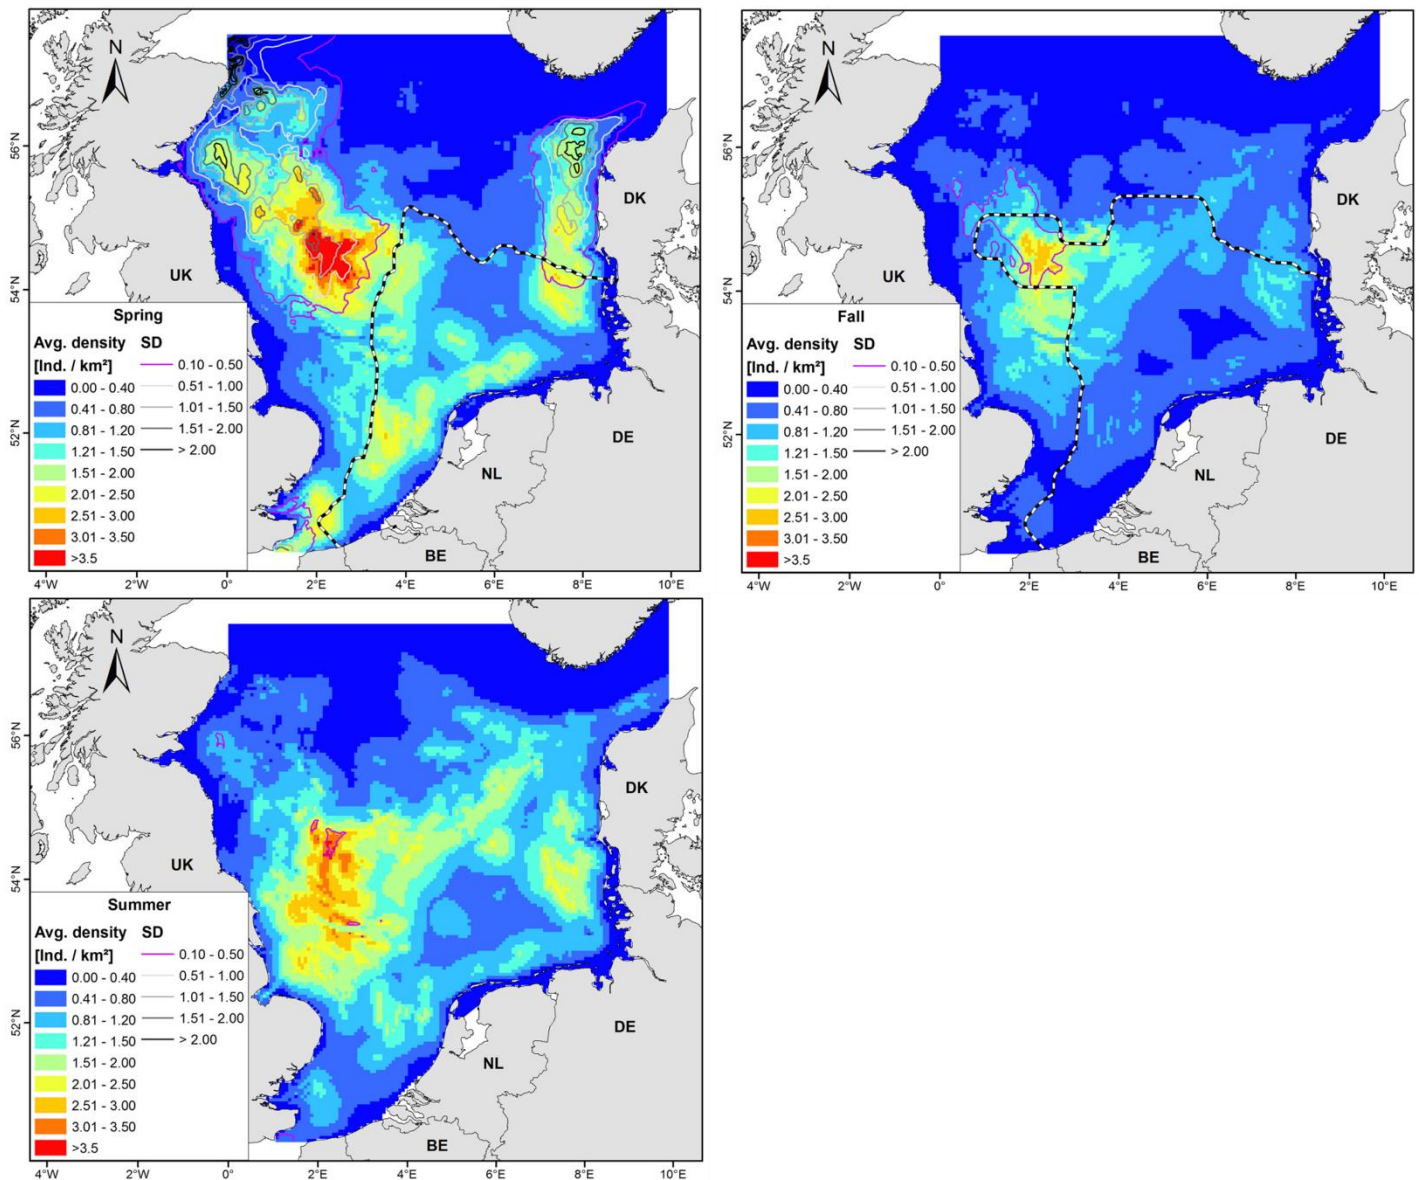 N
56°N
54°N
52°N
UK
DK
DE
NL
BE
Spring
Avg. density SD
[Ind. / km²]
0.00 - 0.40
0.41 - 0.80
0.81 - 1.20
1.21 - 1.50
1.51 - 2.00
2.01 - 2.50
2.51 - 3.00
3.01 - 3.50
>3.5
0.10 - 0.50
0.51 - 1.00
1.01 - 1.50
1.51 - 2.00
> 2.00
4°W 2°W 0° 2°E 4°E 6°E 8°E 10°E
N
56°N
54°N
52°N
UK
DK
DE
NL
BE
Fall
Avg. density SD
[Ind. / km²]
0.00 - 0.40
0.41 - 0.80
0.81 - 1.20
1.21 - 1.50
1.51 - 2.00
2.01 - 2.50
2.51 - 3.00
3.01 - 3.50
>3.5
0.10 - 0.50
0.51 - 1.00
1.01 - 1.50
1.51 - 2.00
> 2.00
4°W 2°W 0° 2°E 4°E 6°E 8°E 10°E
N
56°N
54°N
52°N
UK
DK
DE
NL
BE
Summer
Avg. density SD
[Ind. / km²]
0.00 - 0.40
0.41 - 0.80
0.81 - 1.20
1.21 - 1.50
1.51 - 2.00
2.01 - 2.50
2.51 - 3.00
3.01 - 3.50
>3.5
0.10 - 0.50
0.51 - 1.00
1.01 - 1.50
1.51 - 2.00
> 2.00
4°W 2°W 0° 2°E 4°E 6°E 8°E 10°E